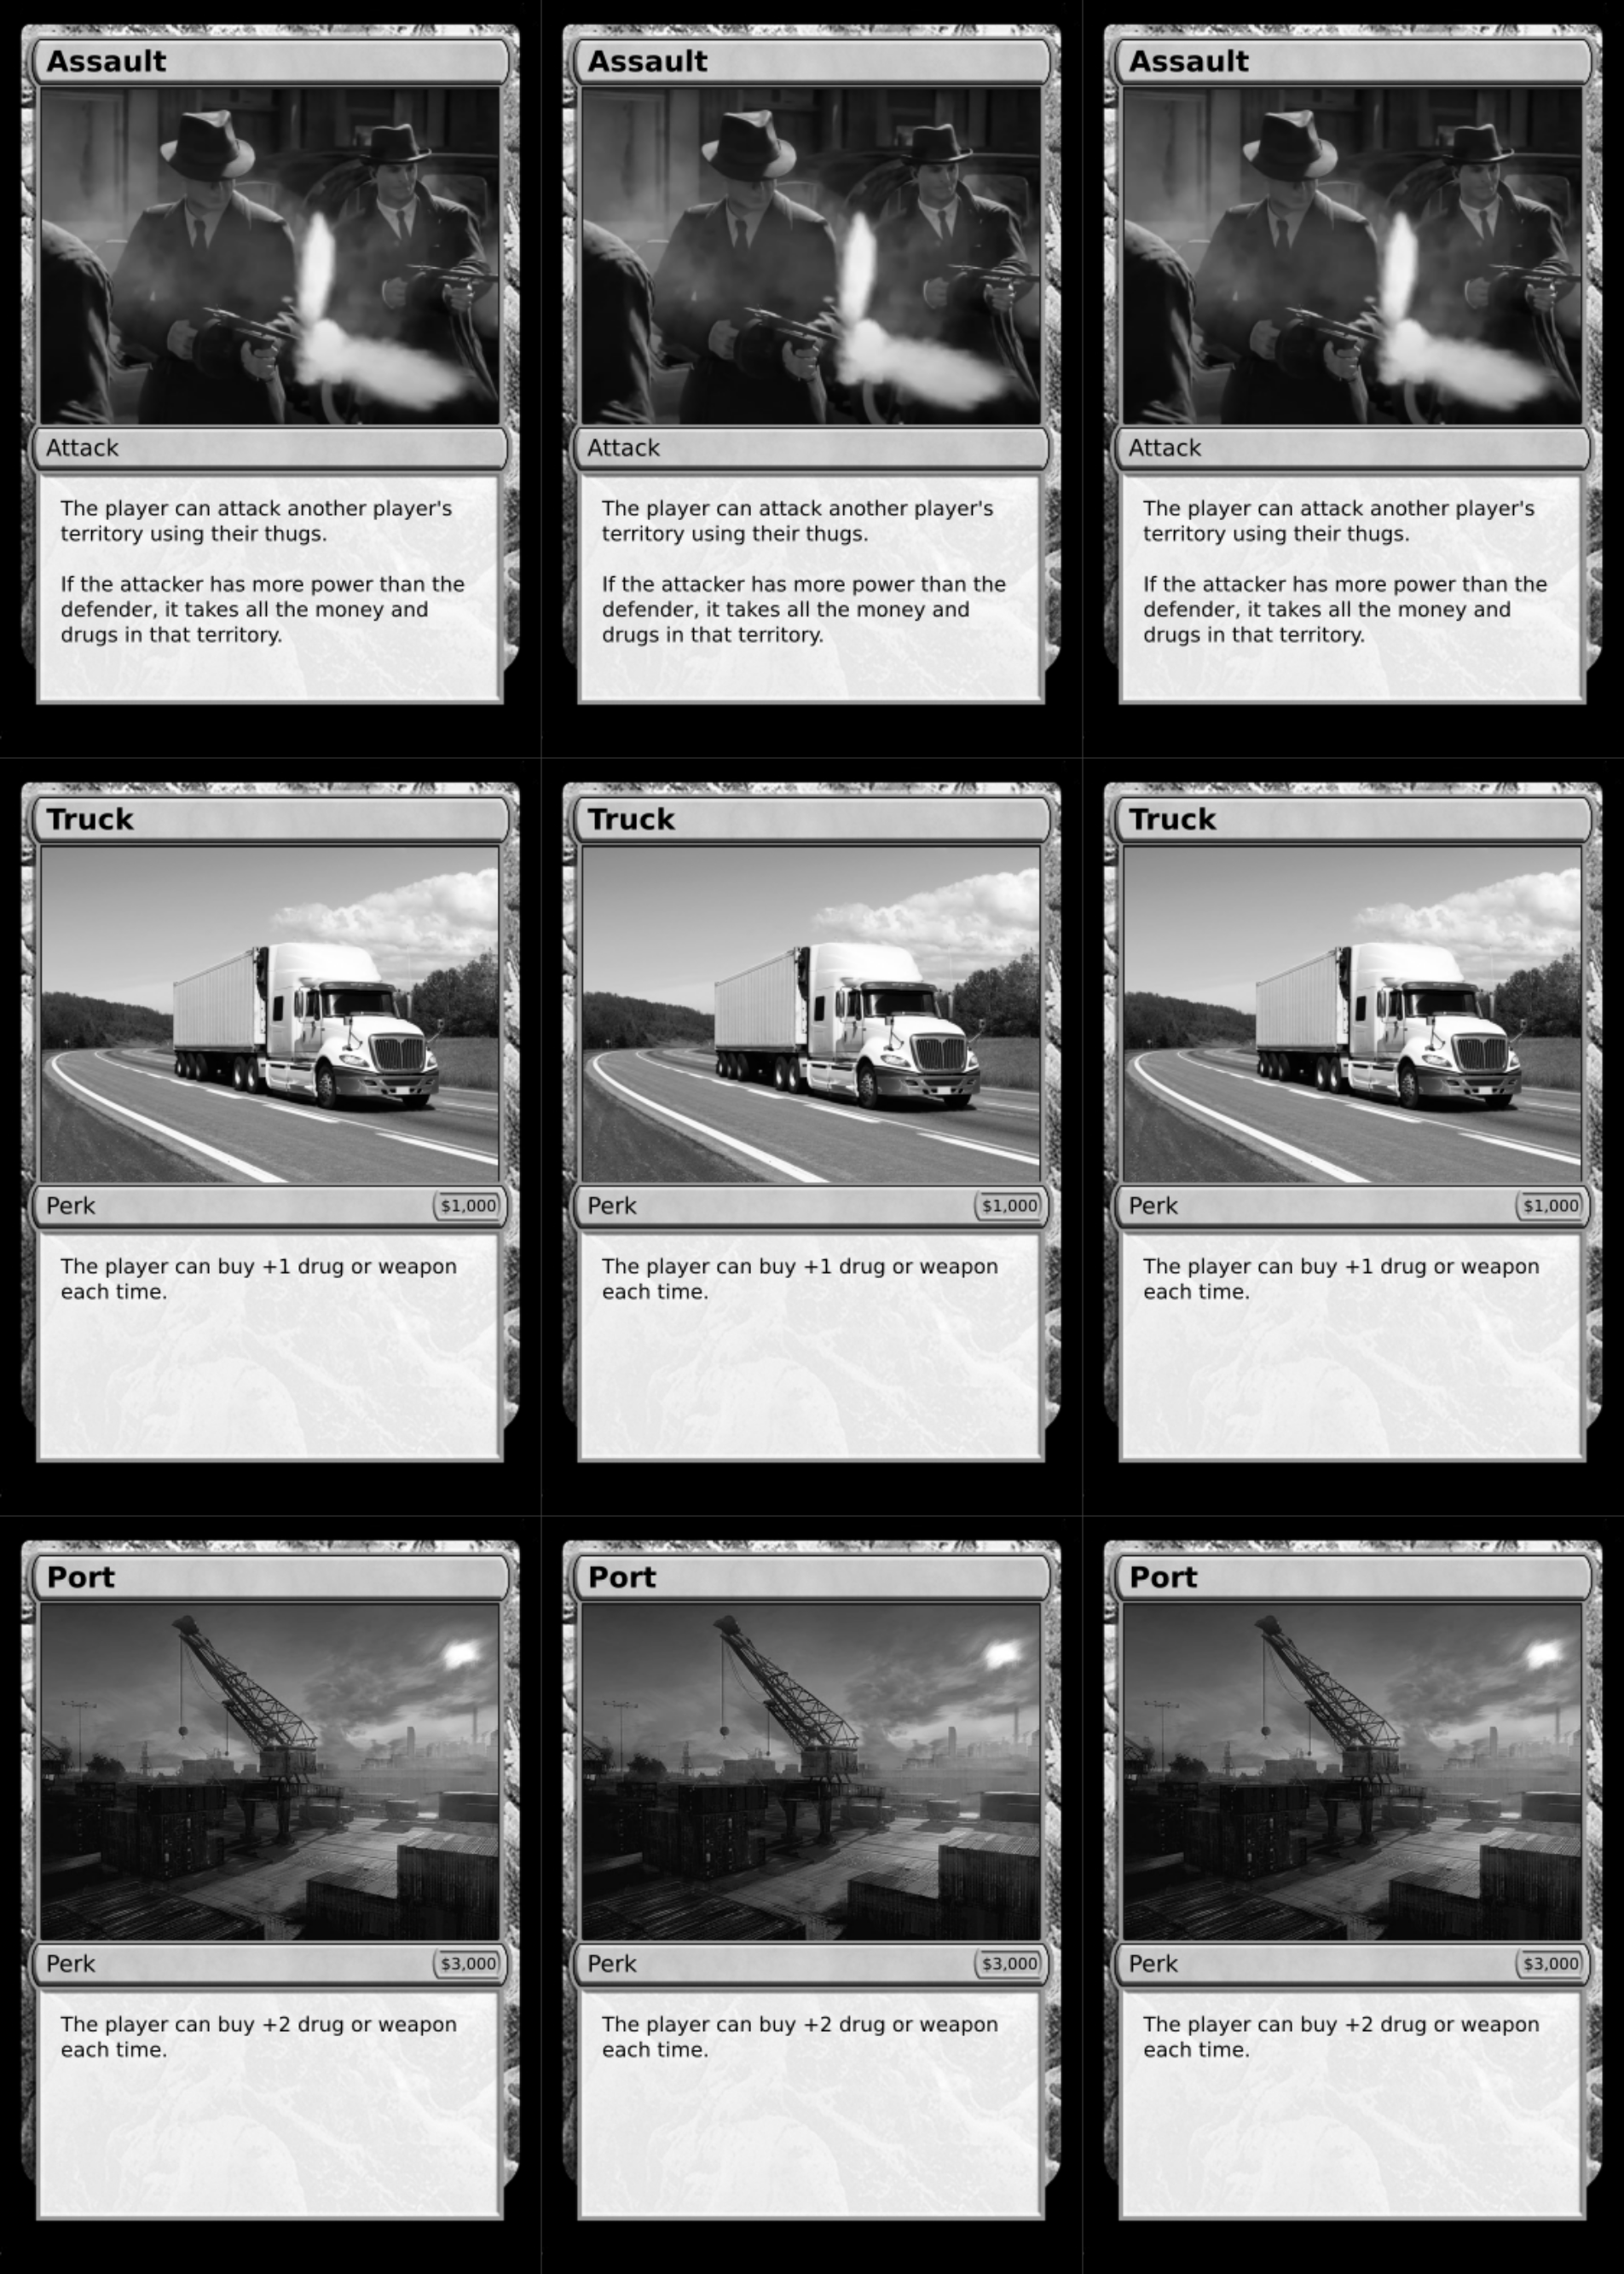 Assault
Attack
The player can attack another player's
territory using their thugs.
If the attacker has more power than the
defender, it takes all the money and
drugs in that territory.
Assault
Attack
The player can attack another player's
territory using their thugs.
If the attacker has more power than the
defender, it takes all the money and
drugs in that territory.
Assault
Attack
The player can attack another player's
territory using their thugs.
If the attacker has more power than the
defender, it takes all the money and
drugs in that territory.
Truck
Perk $1,000
The player can buy +1 drug or weapon
each time.
Truck
Perk $1,000
The player can buy +1 drug or weapon
each time.
Truck
Perk $1,000
The player can buy +1 drug or weapon
each time.
Port
Perk $3,000
The player can buy +2 drug or weapon
each time.
Port
Perk $3,000
The player can buy +2 drug or weapon
each time.
Port
Perk $3,000
The player can buy +2 drug or weapon
each time.